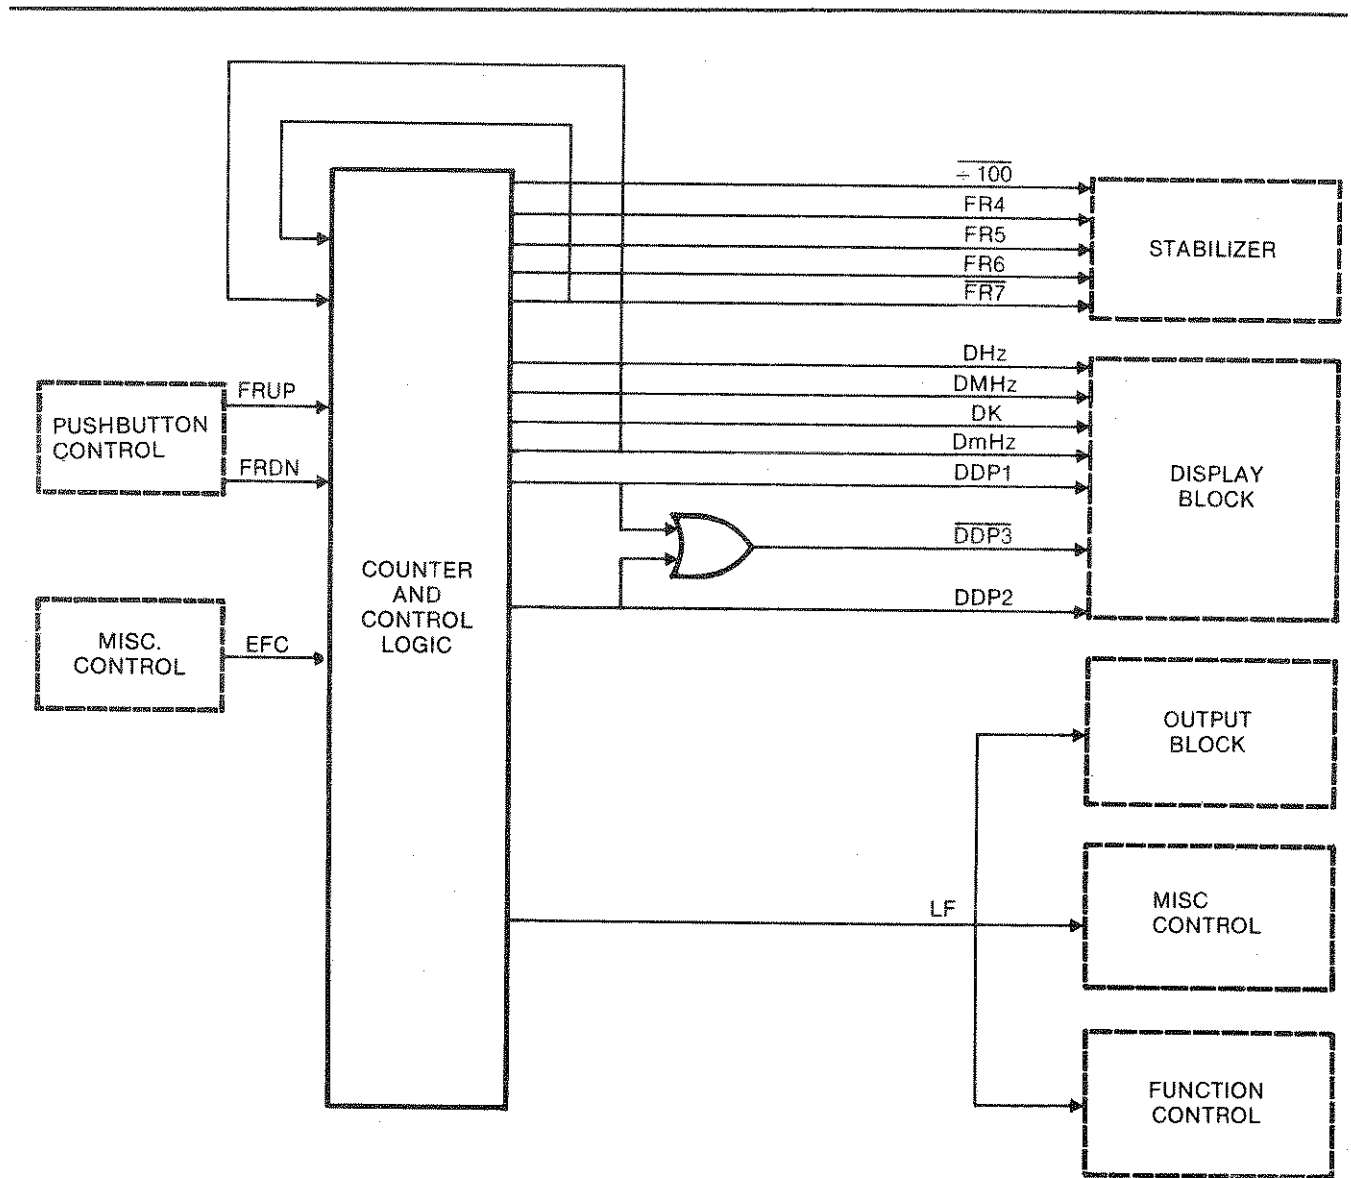 ÷ 100
FR4
FR5
FR6
FR7
STABILIZER
PUSHBUTTON
CONTROL
FRUP
FRDN
MISC.
CONTROL
EFC
COUNTER
AND
CONTROL
LOGIC
DHz
DMHz
DK
DmHz
DDP1
DDP3
DDP2
DISPLAY
BLOCK
OUTPUT
BLOCK
LF
MISC
CONTROL
FUNCTION
CONTROL